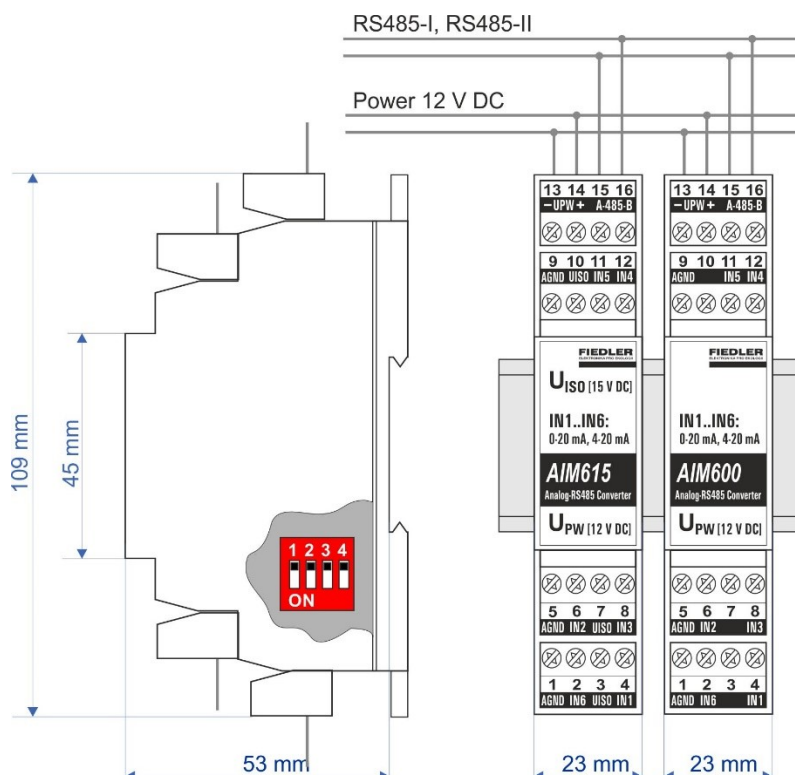 RS485-I, RS485-II
Power 12 V DC
109 mm
45 mm
53 mm
1 2 3 4
ON
13 14 15 16
−UPW+ A-485-B
9 10 11 12
AGND UISO IN5 IN4
FIEDLER
UISO [15 V DC]
IN1..IN6:
0-20 mA, 4-20 mA
AIM615
Analog-RS485 Converter
UPW [12 V DC]
5 6 7 8
AGND IN2 UISO IN3
1 2 3 4
AGND IN6 UISO IN1
23 mm
13 14 15 16
−UPW+ A-485-B
9 10 11 12
AGND IN5 IN4
FIEDLER
IN1..IN6:
0-20 mA, 4-20 mA
AIM600
Analog-RS485 Converter
UPW [12 V DC]
5 6 7 8
AGND IN2 IN3
1 2 3 4
AGND IN6 IN1
23 mm